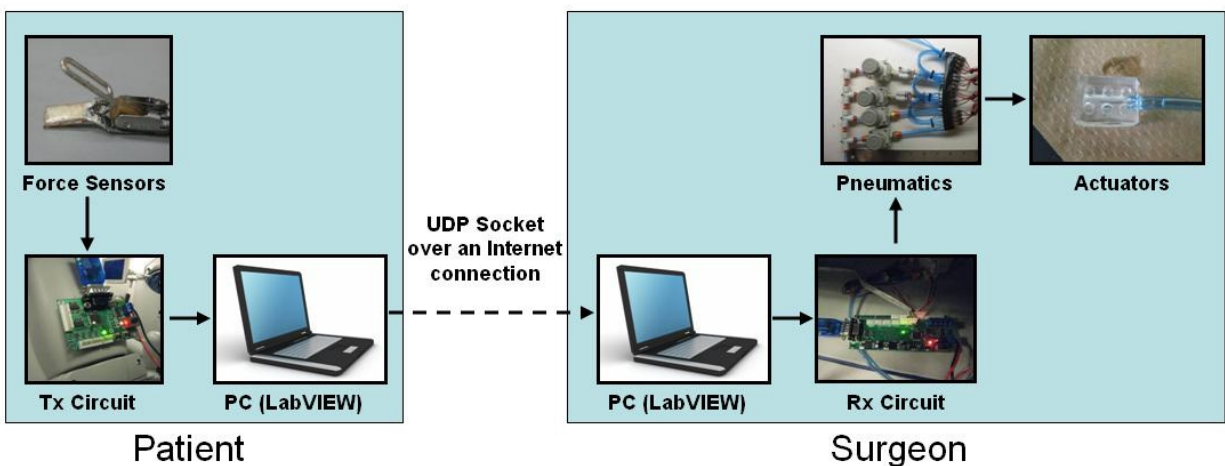 Force Sensors
Tx Circuit
PC (LabVIEW)
UDP Socket
over an Internet
connection
Pneumatics
Actuators
PC (LabVIEW)
Rx Circuit
Patient
Surgeon